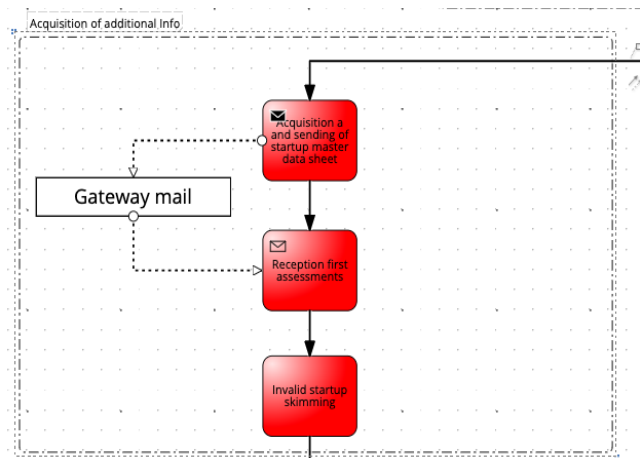 Acquisition of additional Info
Acquisition a
and sending of
startup master
data sheet
Gateway mail
Reception first
assessments
Invalid startup
skimming